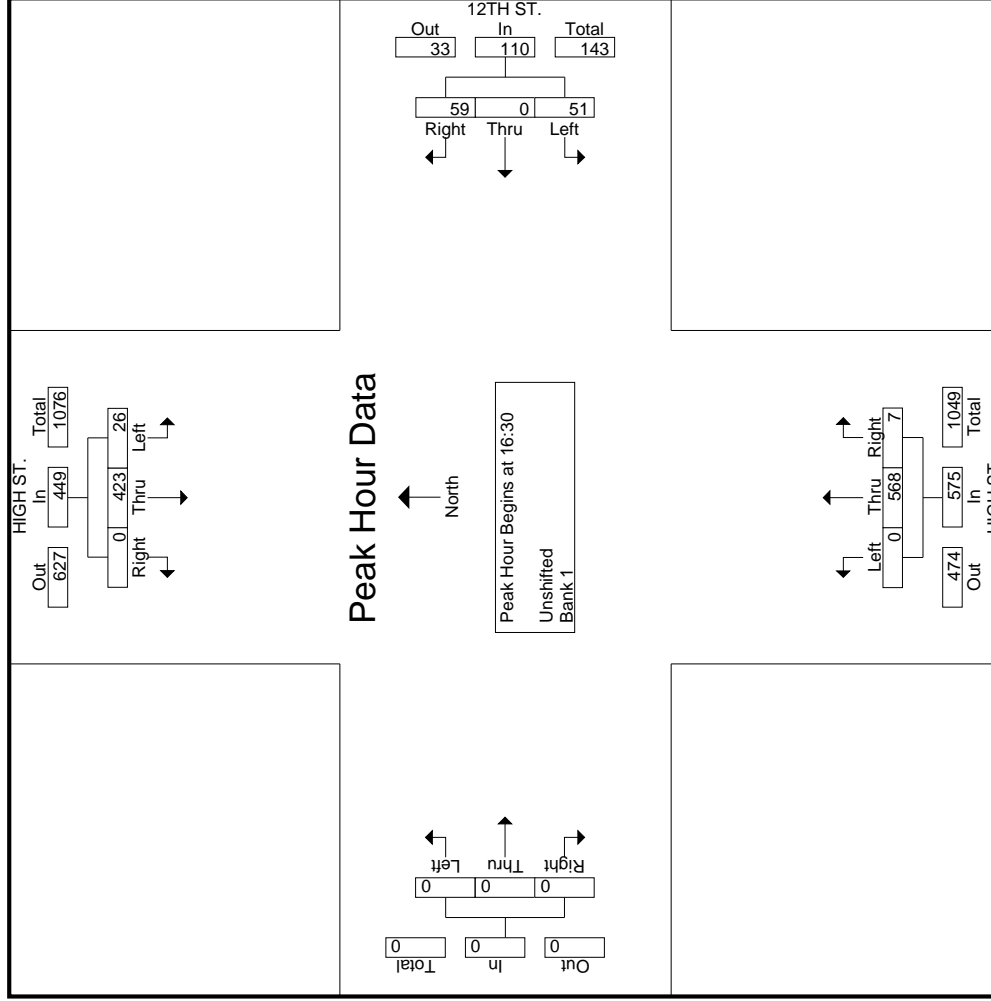 12TH ST.
Out In Total
33 110 143
59 0 51
Right Thru Left
HIGH ST.
Out In Total
627 449 1076
0 423 26
Right Thru Left
Peak Hour Data
North
Peak Hour Begins at 16:30
Unshifted
Bank 1
Left Thru Right
0 568 7
474 575 1049
Out In Total
HIGH ST.
Left Thru Right
0 0 0
0 0 0
Total In Out